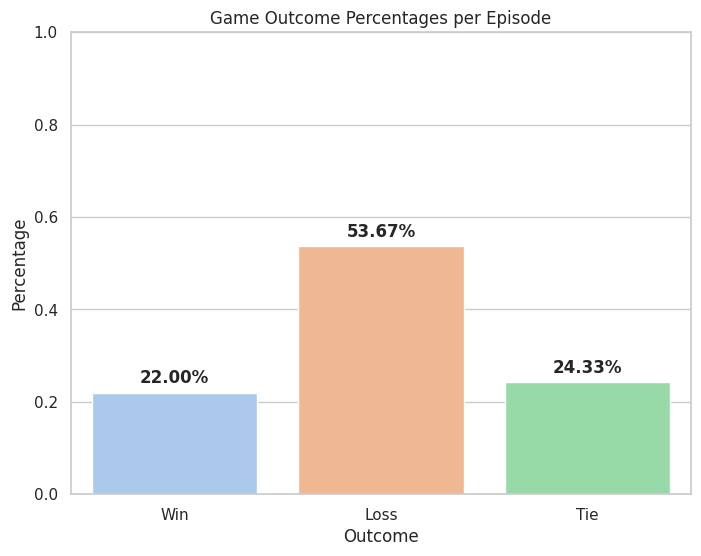 Game Outcome Percentages per Episode
1.0
0.8
0.6
0.4
0.2
0.0
Percentage
22.00%
53.67%
24.33%
Win Loss Tie
Outcome